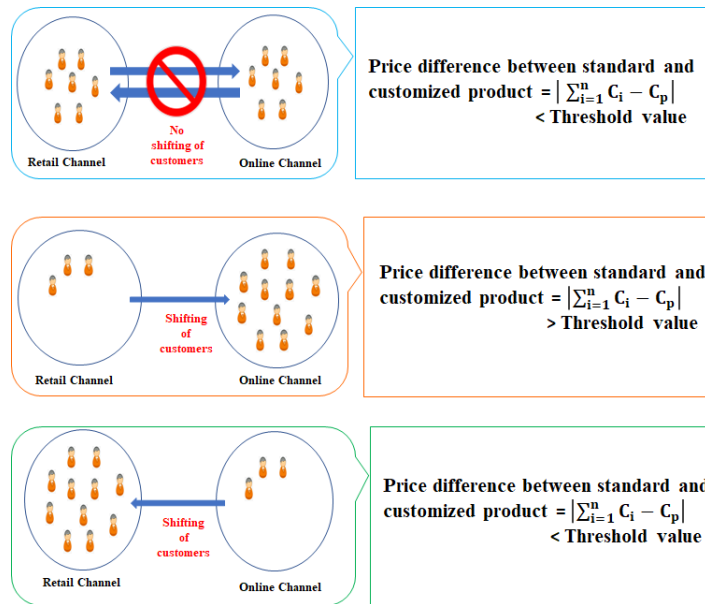 Retail Channel
No
shifting of
customers
Online Channel
Price difference between standard and
customized product = | ∑ᵢ₌₁ⁿ Cᵢ − Cₚ |
< Threshold value
Shifting
of
customers
Retail Channel
Online Channel
Price difference between standard and
customized product = |∑ᵢ₌₁ⁿ Cᵢ − Cₚ|
> Threshold value
Shifting
of
customers
Retail Channel
Online Channel
Price difference between standard and
customized product = |∑ᵢ₌₁ⁿ Cᵢ − Cₚ|
< Threshold value